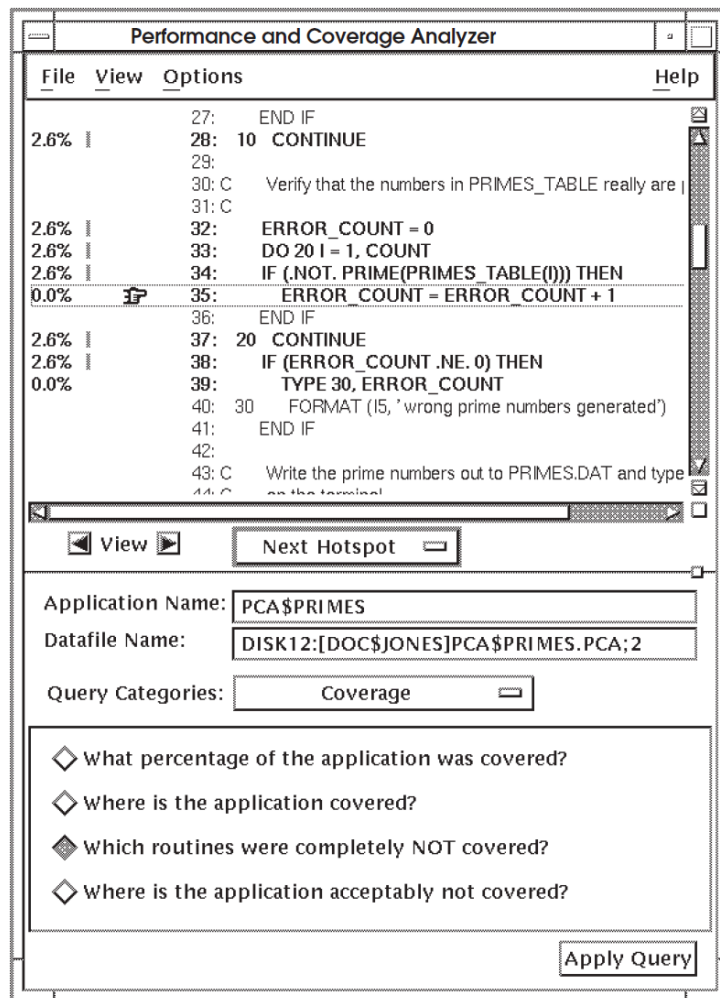 Performance and Coverage Analyzer
File View Options Help
27: END IF
2.6% 28: 10 CONTINUE
29:
30: C Verify that the numbers in PRIMES_TABLE really are
31: C
2.6% 32: ERROR_COUNT = 0
2.6% 33: DO 20 I = 1, COUNT
2.6% 34: IF (.NOT. PRIME(PRIMES_TABLE(I))) THEN
0.0% 35: ERROR_COUNT = ERROR_COUNT + 1
36: END IF
2.6% 37: 20 CONTINUE
2.6% 38: IF (ERROR_COUNT .NE. 0) THEN
0.0% 39: TYPE 30, ERROR_COUNT
40: 30 FORMAT (I5, ' wrong prime numbers generated')
41: END IF
42:
43: C Write the prime numbers out to PRIMES.DAT and type
44: C on the terminal
View Next Hotspot
Application Name: PCA$PRIMES
Datafile Name: DISK12:[DOC$JONES]PCA$PRIMES.PCA;2
Query Categories: Coverage
What percentage of the application was covered?
Where is the application covered?
Which routines were completely NOT covered?
Where is the application acceptably not covered?
Apply Query